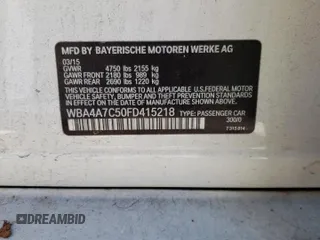 MFD BY BAYERISCHE MOTOREN WERKE AG
03/15
GVWR 4750 lbs 2155 kg
GAWR FRONT 2180 lbs 989 kg
GAWR REAR 2690 lbs 1220 kg
THIS VEHICLE CONFORMS TO ALL APPLICABLE
U.S. FEDERAL MOTOR VEHICLE SAFETY, BUMPER,
AND THEFT PREVENTION STANDARDS IN EFFECT ON
THE DATE OF MANUFACTURE SHOWN ABOVE.
WBA4A7C50FD415218 TYPE: PASSENGER CAR
300/0
DREAMBID